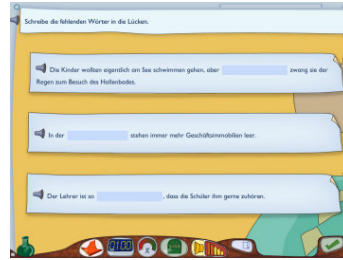 Schreibe die fehlenden Wörter in die Lücken.
Die Kinder wollten eigentlich am See schwimmen gehen, aber zwang sie der
Regen zum Besuch des Hallenbades.
In der stehen immer mehr Geschäftsimmobilien leer.
Der Lehrer ist so , dass die Schüler ihm gerne zuhören.
0100